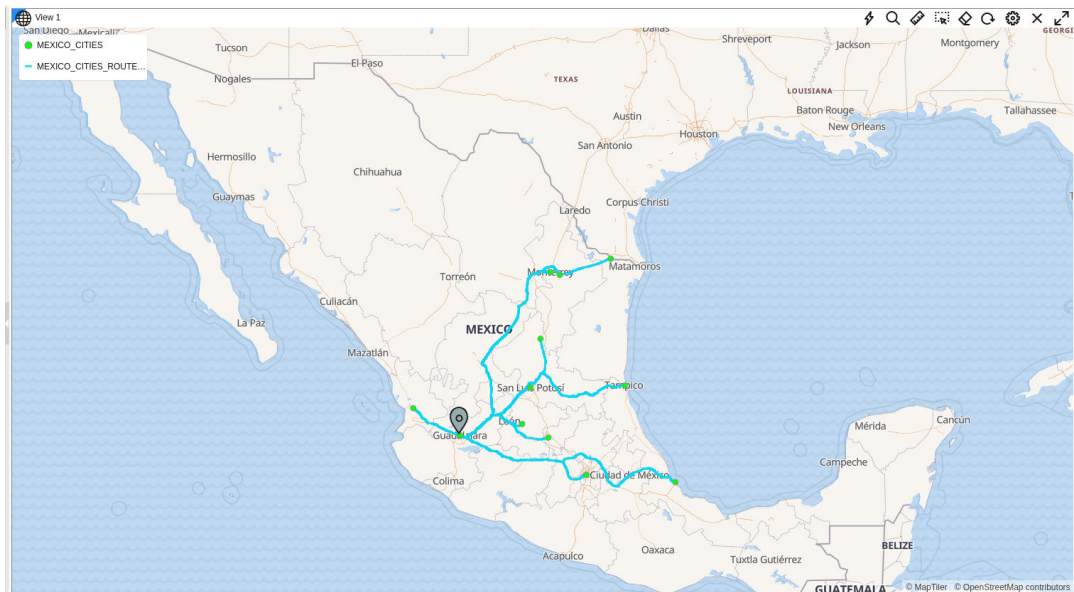 View 1
MEXICO_CITIES
MEXICO_CITIES_ROUTE...
San Diego
Mexicali
Tucson
Nogales
El Paso
Dallas
Shreveport
Jackson
Montgomery
GEORGI
TEXAS
LOUISIANA
Austin
Baton Rouge
Tallahassee
Houston
New Orleans
San Antonio
Hermosillo
Chihuahua
Guaymas
Laredo
Corpus Christi
Monterrey
Matamoros
Torreón
Culiacán
La Paz
MEXICO
Mazatlán
San Luis Potosí
Tampico
León
Guadalajara
Mérida
Cancún
Campeche
Ciudad de México
Colima
Acapulco
Oaxaca
Tuxtla Gutiérrez
BELIZE
GUATEMALA
© MapTiler © OpenStreetMap contributors